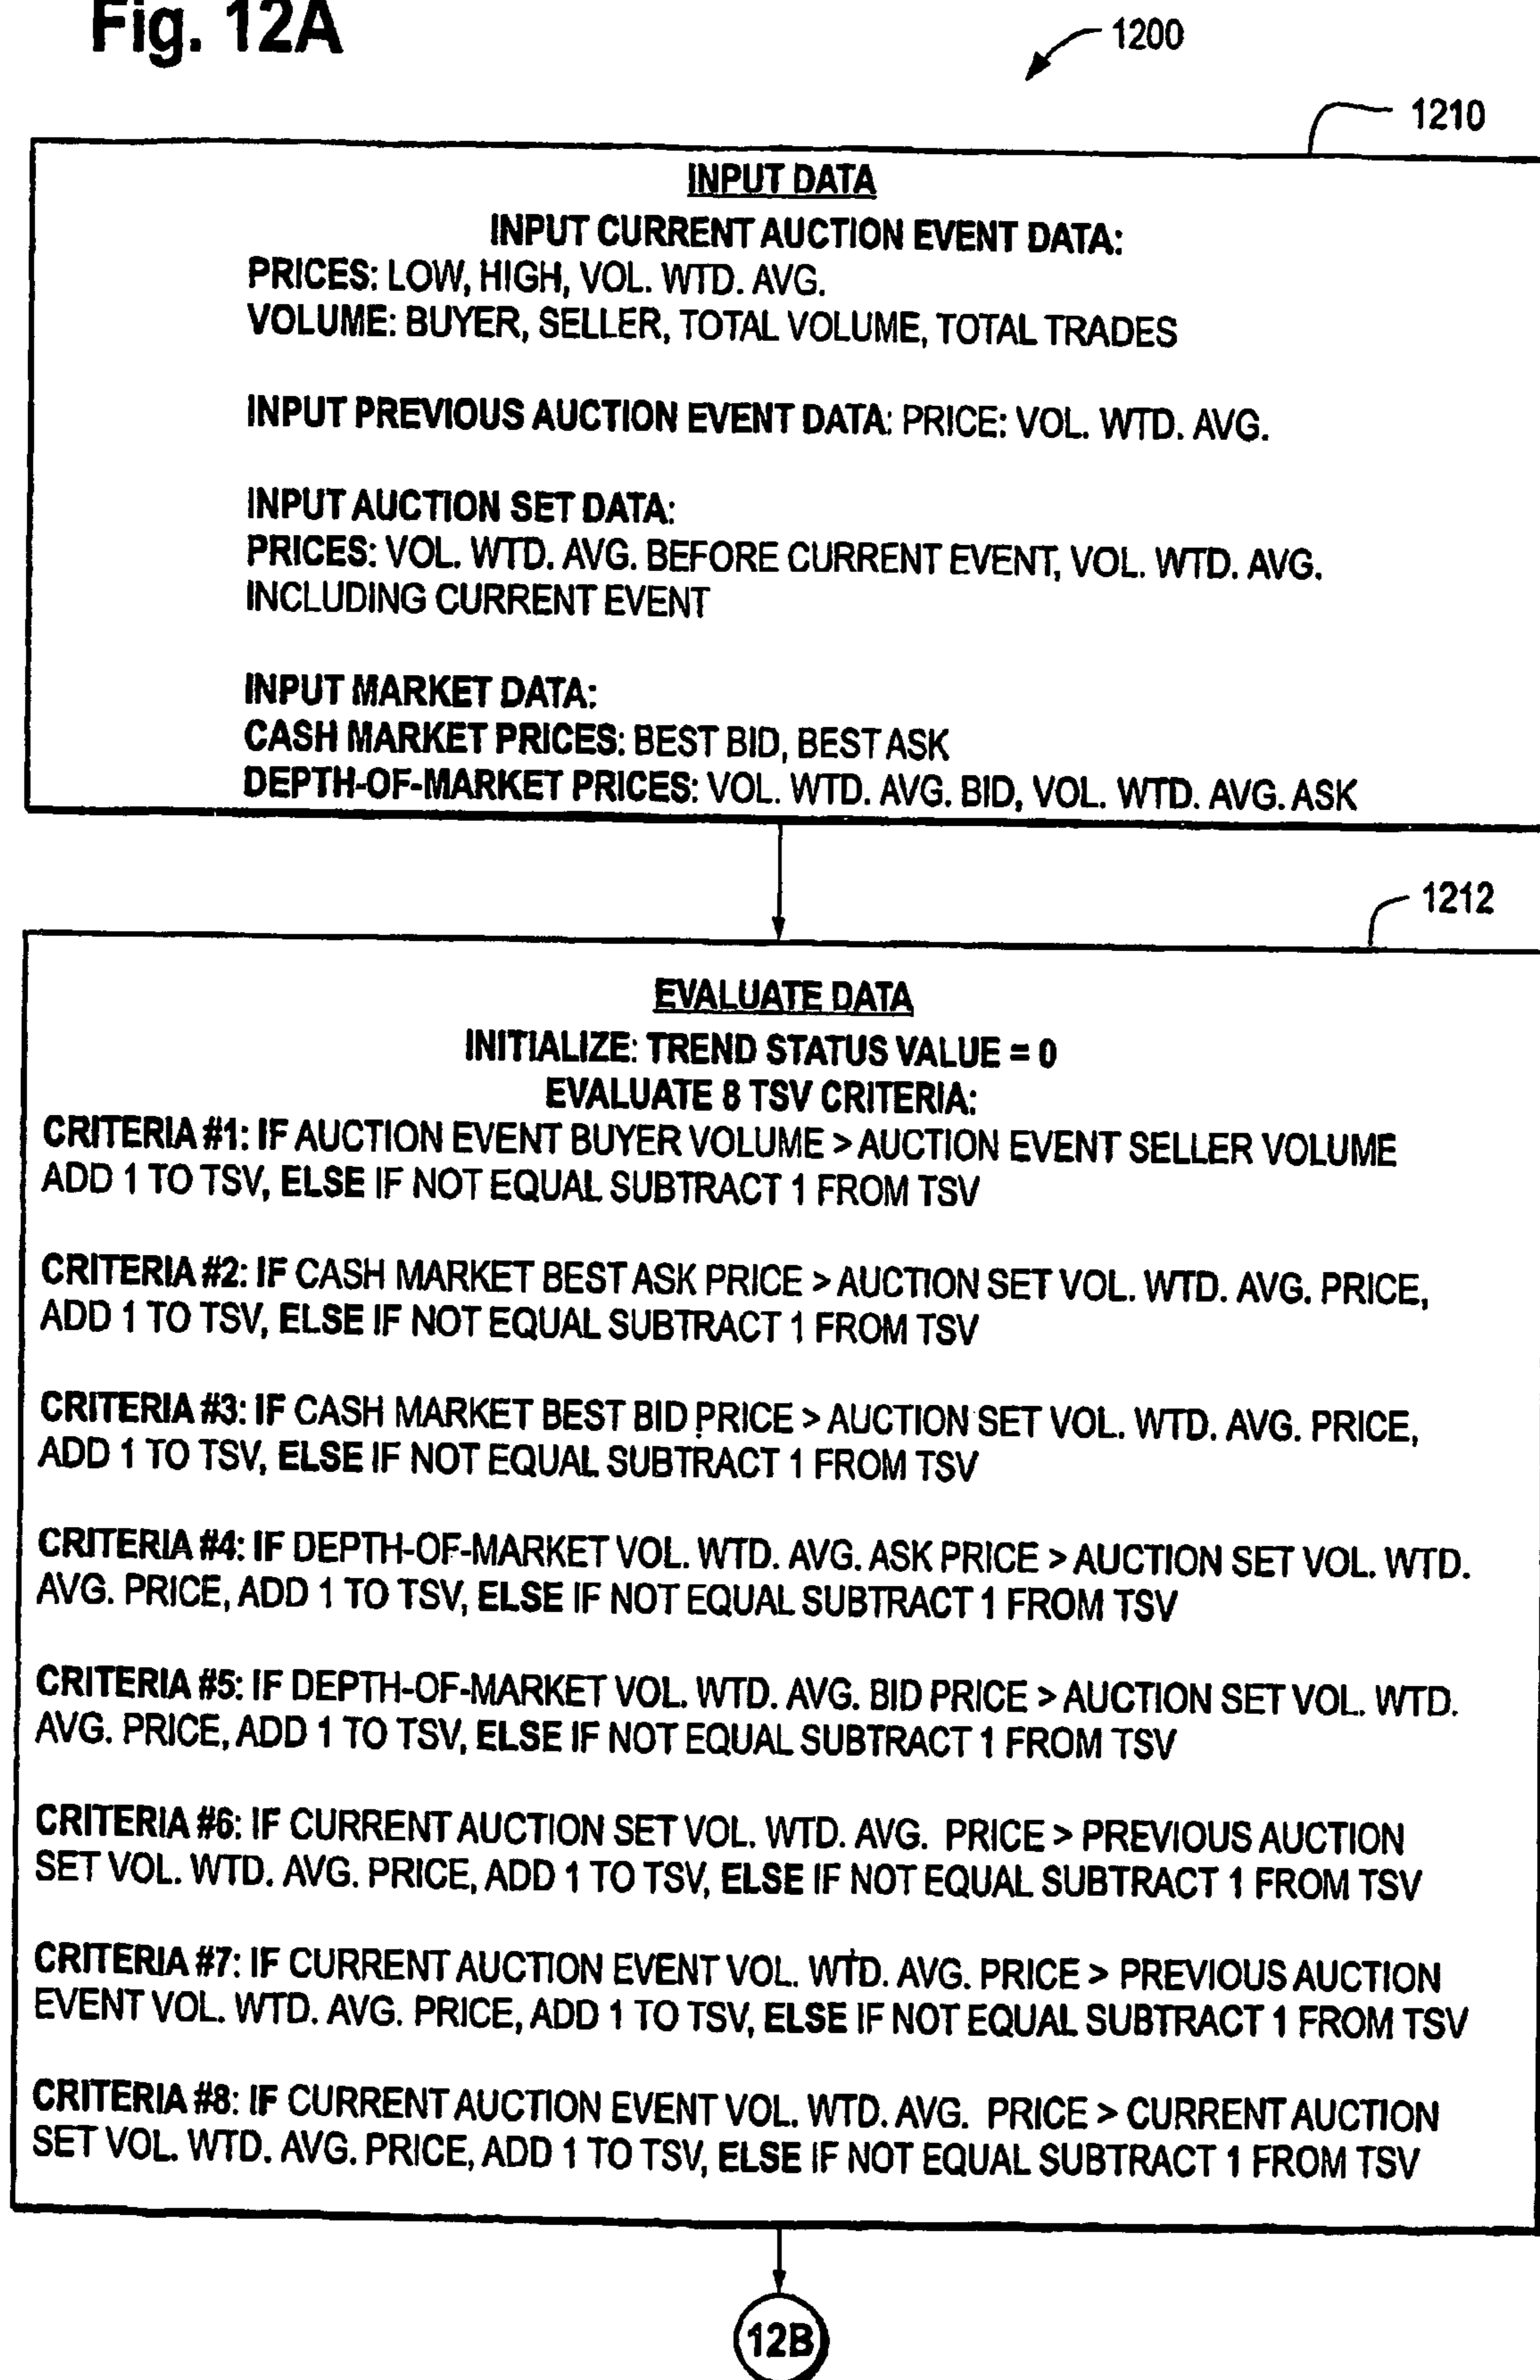 Fig. 12A
1200
1210
INPUT DATA
INPUT CURRENT AUCTION EVENT DATA:
PRICES: LOW, HIGH, VOL. WTD. AVG.
VOLUME: BUYER, SELLER, TOTAL VOLUME, TOTAL TRADES
INPUT PREVIOUS AUCTION EVENT DATA: PRICE: VOL. WTD. AVG.
INPUT AUCTION SET DATA:
PRICES: VOL. WTD. AVG. BEFORE CURRENT EVENT, VOL. WTD. AVG.
INCLUDING CURRENT EVENT
INPUT MARKET DATA:
CASH MARKET PRICES: BEST BID, BEST ASK
DEPTH-OF-MARKET PRICES: VOL. WTD. AVG. BID, VOL. WTD. AVG. ASK
1212
EVALUATE DATA
INITIALIZE: TREND STATUS VALUE = 0
EVALUATE 8 TSV CRITERIA:
CRITERIA #1: IF AUCTION EVENT BUYER VOLUME > AUCTION EVENT SELLER VOLUME
ADD 1 TO TSV, ELSE IF NOT EQUAL SUBTRACT 1 FROM TSV
CRITERIA #2: IF CASH MARKET BEST ASK PRICE > AUCTION SET VOL. WTD. AVG. PRICE,
ADD 1 TO TSV, ELSE IF NOT EQUAL SUBTRACT 1 FROM TSV
CRITERIA #3: IF CASH MARKET BEST BID PRICE > AUCTION SET VOL. WTD. AVG. PRICE,
ADD 1 TO TSV, ELSE IF NOT EQUAL SUBTRACT 1 FROM TSV
CRITERIA #4: IF DEPTH-OF-MARKET VOL. WTD. AVG. ASK PRICE > AUCTION SET VOL. WTD.
AVG. PRICE, ADD 1 TO TSV, ELSE IF NOT EQUAL SUBTRACT 1 FROM TSV
CRITERIA #5: IF DEPTH-OF-MARKET VOL. WTD. AVG. BID PRICE > AUCTION SET VOL. WTD.
AVG. PRICE, ADD 1 TO TSV, ELSE IF NOT EQUAL SUBTRACT 1 FROM TSV
CRITERIA #6: IF CURRENT AUCTION SET VOL. WTD. AVG. PRICE > PREVIOUS AUCTION
SET VOL. WTD. AVG. PRICE, ADD 1 TO TSV, ELSE IF NOT EQUAL SUBTRACT 1 FROM TSV
CRITERIA #7: IF CURRENT AUCTION EVENT VOL. WTD. AVG. PRICE > PREVIOUS AUCTION
EVENT VOL. WTD. AVG. PRICE, ADD 1 TO TSV, ELSE IF NOT EQUAL SUBTRACT 1 FROM TSV
CRITERIA #8: IF CURRENT AUCTION EVENT VOL. WTD. AVG. PRICE > CURRENT AUCTION
SET VOL. WTD. AVG. PRICE, ADD 1 TO TSV, ELSE IF NOT EQUAL SUBTRACT 1 FROM TSV
12B